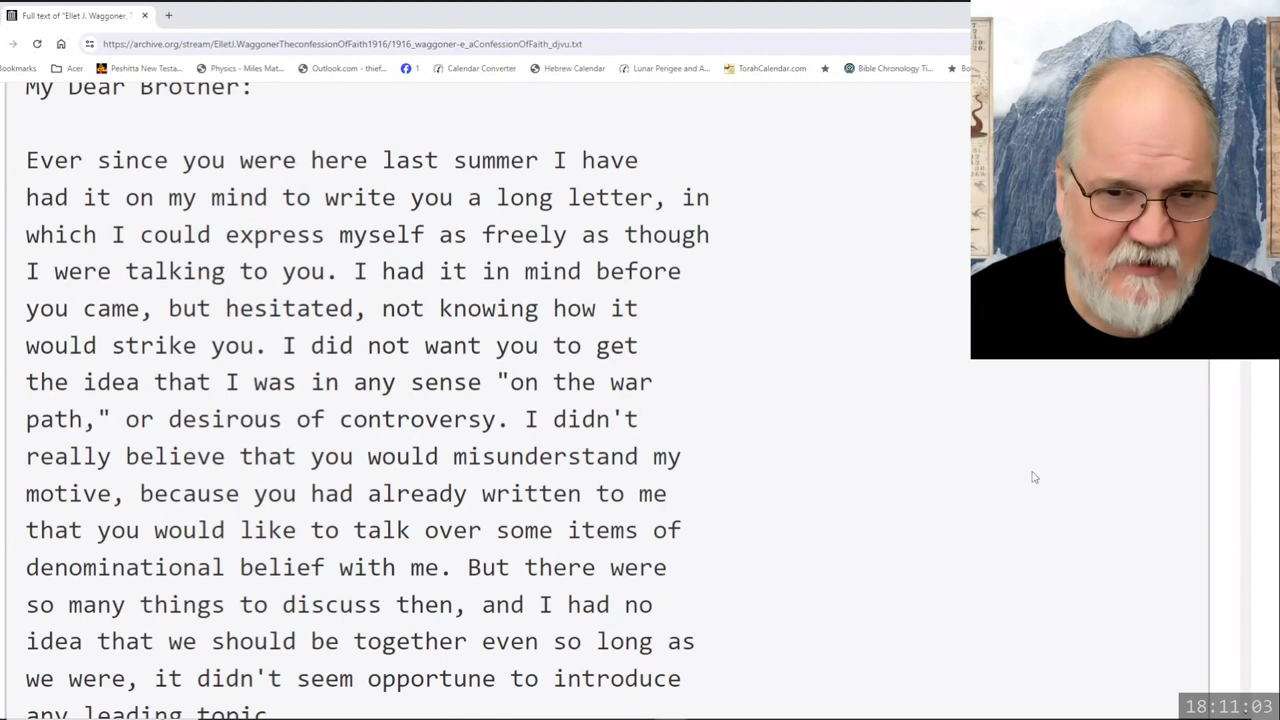 Full text of "Ellet J. Waggoner,
https://archive.org/stream/ElletJ.WaggonerTheconfessionOfFaith1916/1916_waggoner-e_aConfessionOfFaith_djvu.txt
Bookmarks Acer Peshitta New Testa... Physics - Miles Mat... Outlook.com - thief... 1 Calendar Converter Hebrew Calendar Lunar Perigee and A... TorahCalendar.com Bible Chronology Ti...
My Dear Brother:
Ever since you were here last summer I have
had it on my mind to write you a long letter, in
which I could express myself as freely as though
I were talking to you. I had it in mind before
you came, but hesitated, not knowing how it
would strike you. I did not want you to get
the idea that I was in any sense "on the war
path," or desirous of controversy. I didn't
really believe that you would misunderstand my
motive, because you had already written to me
that you would like to talk over some items of
denominational belief with me. But there were
so many things to discuss then, and I had no
idea that we should be together even so long as
we were, it didn't seem opportune to introduce
any leading topic
18:11:03